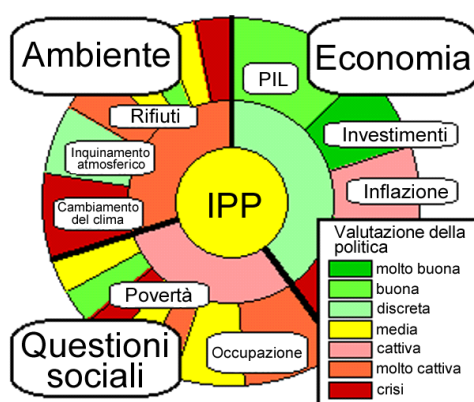 Ambiente
Economia
PIL
Rifiuti
Investimenti
Inquinamento
atmosferico
Inflazione
Cambiamento
del clima
IPP
Valutazione della
politica
molto buona
buona
discreta
media
cattiva
molto cattiva
crisi
Povertà
Questioni
sociali
Occupazione